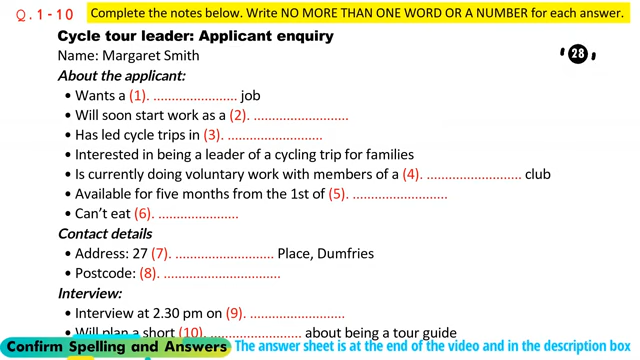 Q.1-10 Complete the notes below. Write NO MORE THAN ONE WORD OR A NUMBER for each answer.
Cycle tour leader: Applicant enquiry
Name: Margaret Smith
28
About the applicant:
• Wants a (1). ....................... job
• Will soon start work as a (2). ..........................
• Has led cycle trips in (3). ..........................
• Interested in being a leader of a cycling trip for families
• Is currently doing voluntary work with members of a (4). .......................... club
• Available for five months from the 1st of (5). ..........................
• Can’t eat (6). ......................
Contact details
• Address: 27 (7). ........................... Place, Dumfries
• Postcode: (8). ................................
Interview:
• Interview at 2.30 pm on (9). ..........................
• Will plan a short (10). ......................... about being a tour guide
Confirm Spelling and Answers The answer sheet is at the end of the video and in the description box